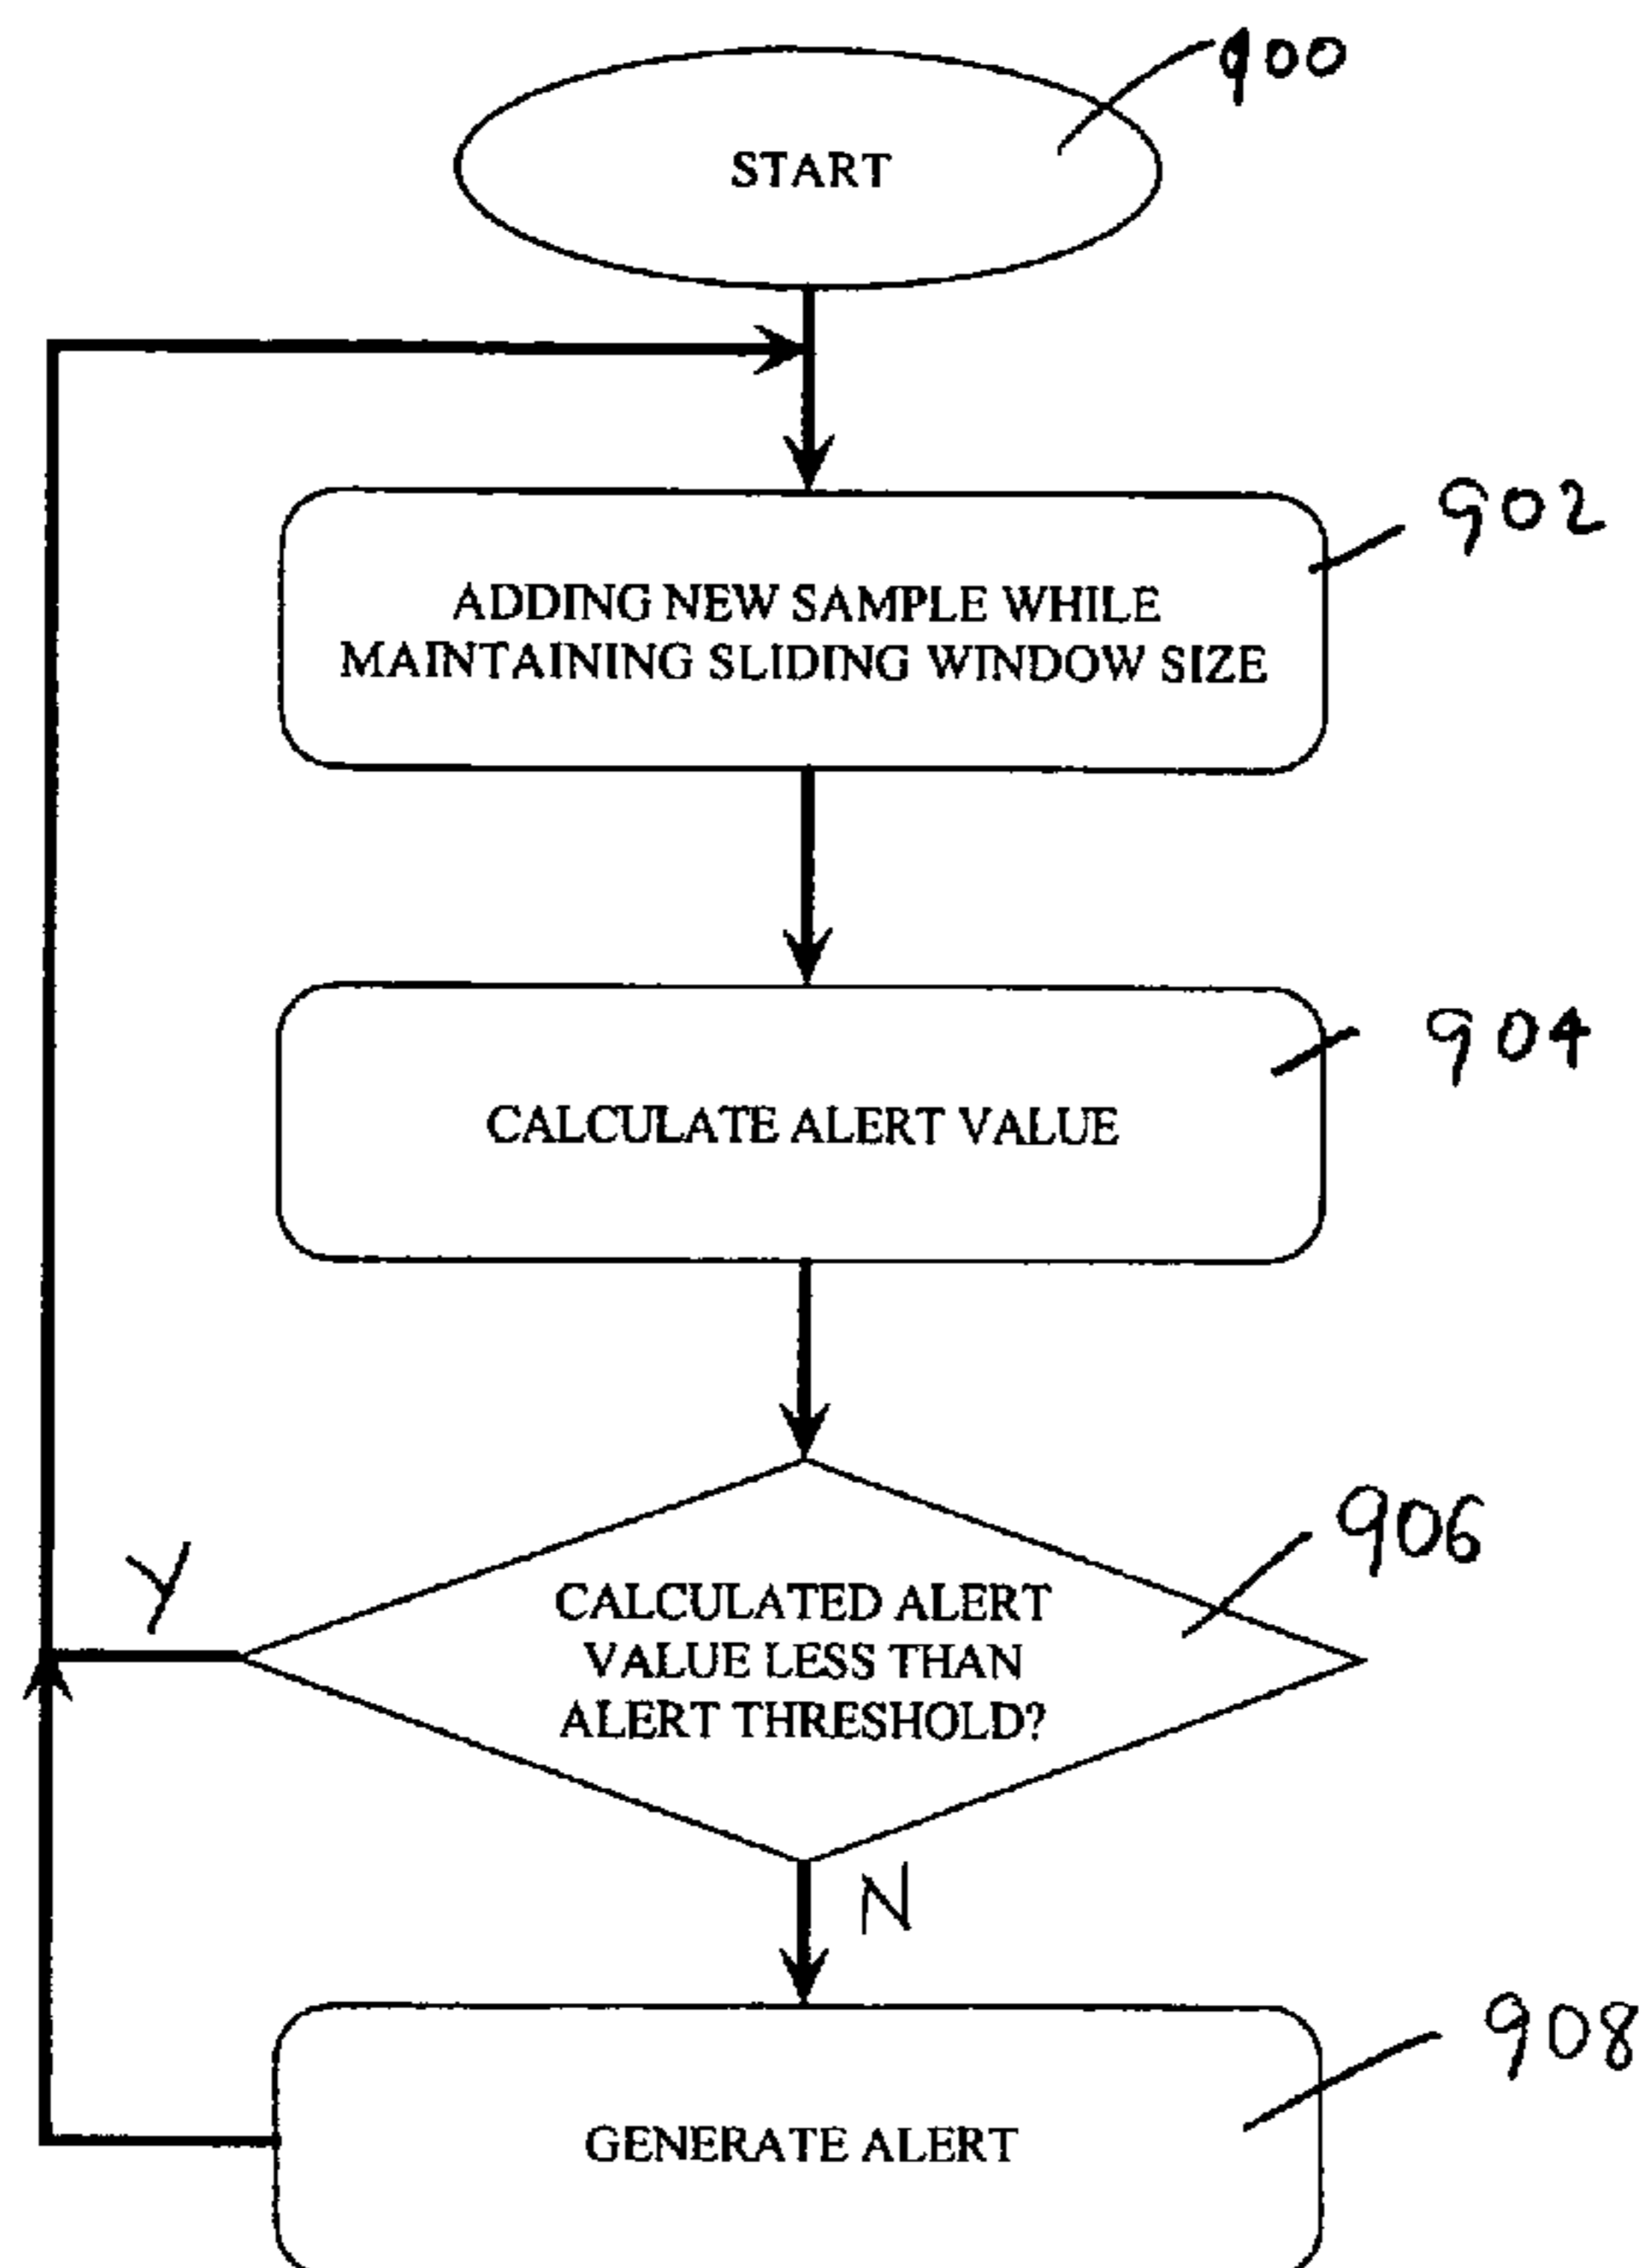 900
START
902
ADDING NEW SAMPLE WHILE
MAINTAINING SLIDING WINDOW SIZE
904
CALCULATE ALERT VALUE
906
Y
CALCULATED ALERT
VALUE LESS THAN
ALERT THRESHOLD?
N
908
GENERATE ALERT